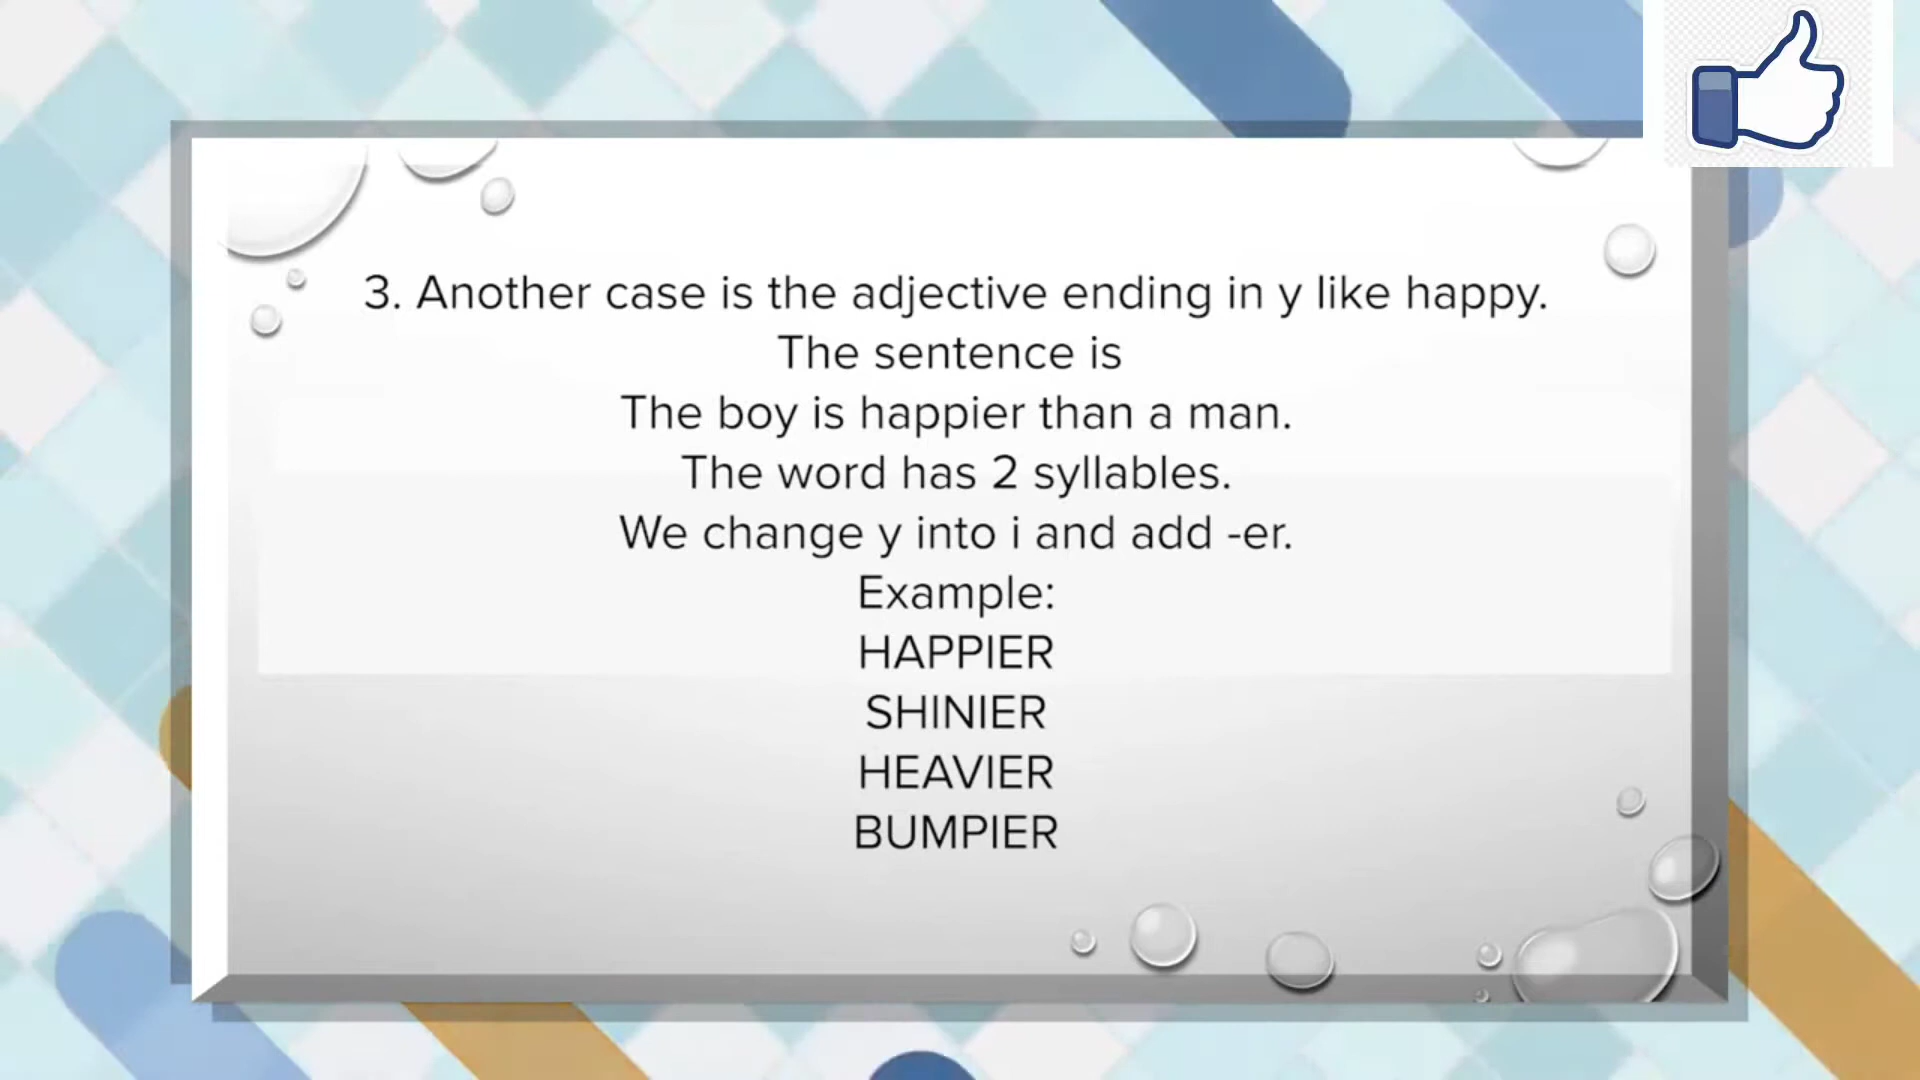 3. Another case is the adjective ending in y like happy.
The sentence is
The boy is happier than a man.
The word has 2 syllables.
We change y into i and add -er.
Example:
HAPPIER
SHINIER
HEAVIER
BUMPIER